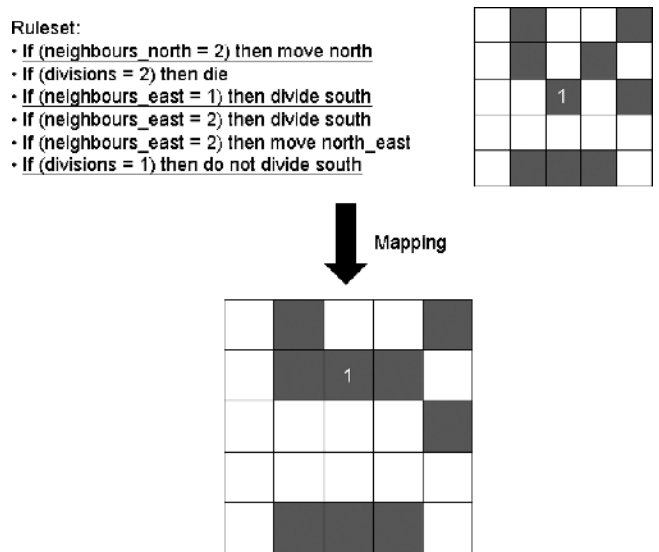 Ruleset:
• If (neighbours_north = 2) then move north
• If (divisions = 2) then die
• If (neighbours_east = 1) then divide south
• If (neighbours_east = 2) then divide south
• If (neighbours_east = 2) then move north_east
• If (divisions = 1) then do not divide south
1
Mapping
1